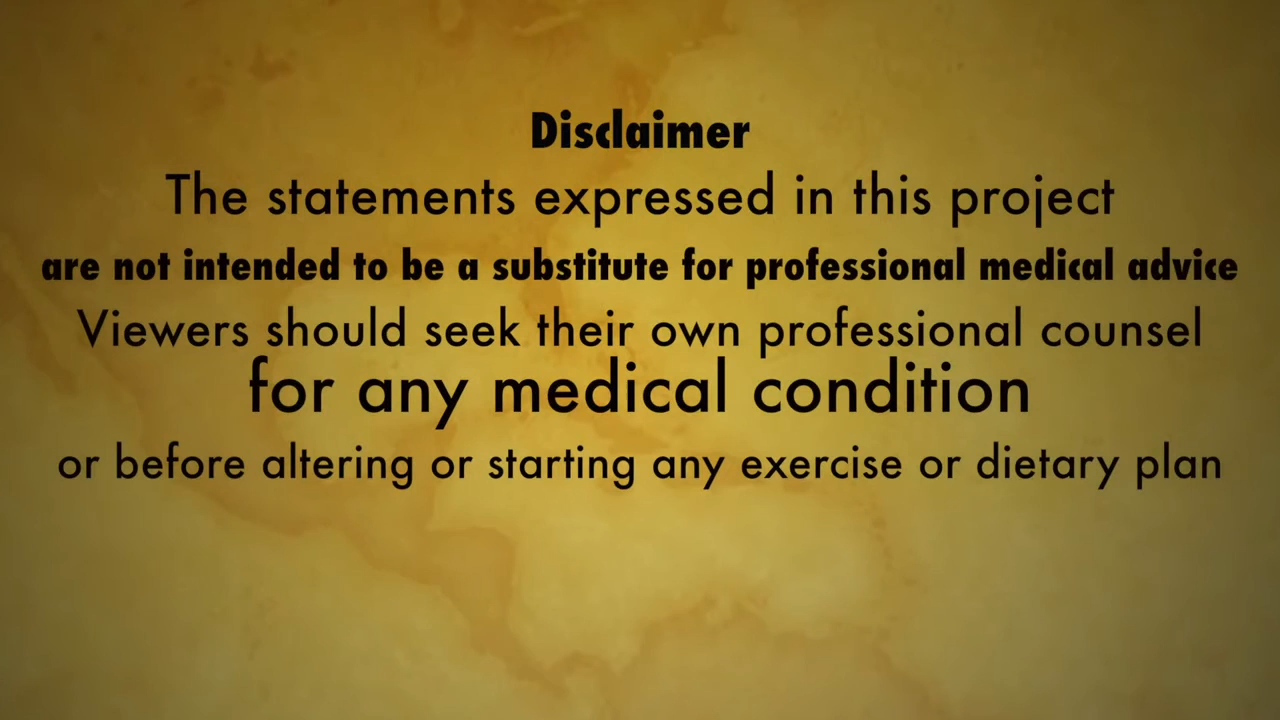 Disclaimer
The statements expressed in this project
are not intended to be a substitute for professional medical advice
Viewers should seek their own professional counsel
for any medical condition
or before altering or starting any exercise or dietary plan